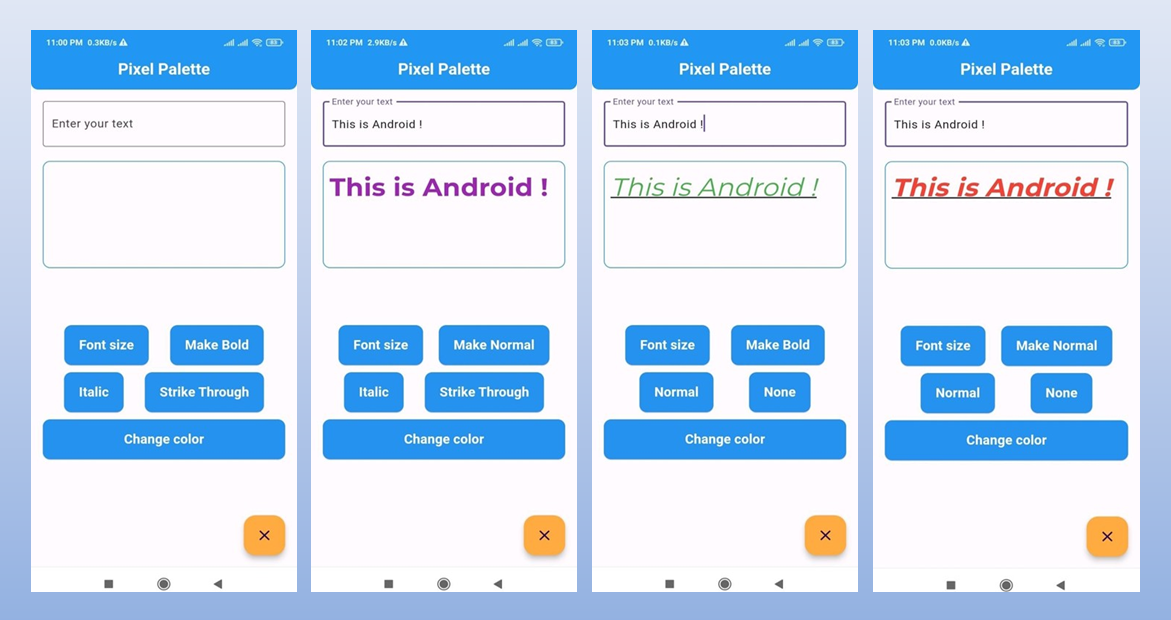 11:00 PM 0.3KB/s 83
Pixel Palette
Enter your text
Font size Make Bold
Italic Strike Through
Change color
11:02 PM 2.9KB/s 83
Pixel Palette
Enter your text
This is Android !
This is Android !
Font size Make Normal
Italic Strike Through
Change color
11:03 PM 0.1KB/s 83
Pixel Palette
Enter your text
This is Android !
This is Android !
Font size Make Bold
Normal None
Change color
11:03 PM 0.0KB/s 83
Pixel Palette
Enter your text
This is Android !
This is Android !
Font size Make Normal
Normal None
Change color